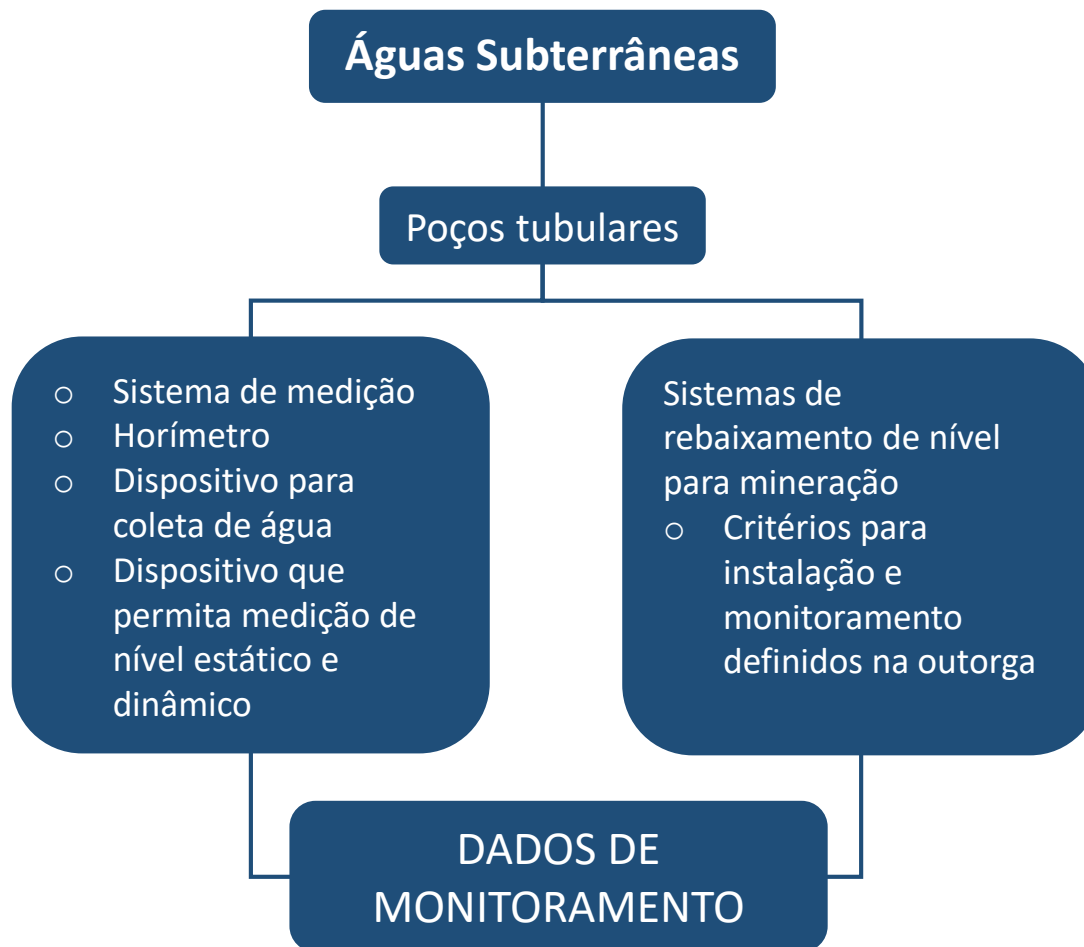 Águas Subterrâneas
Poços tubulares
○ Sistema de medição
○ Horímetro
○ Dispositivo para
coleta de água
○ Dispositivo que
permita medição de
nível estático e
dinâmico
Sistemas de
rebaixamento de nível
para mineração
○ Critérios para
instalação e
monitoramento
definidos na outorga
DADOS DE
MONITORAMENTO